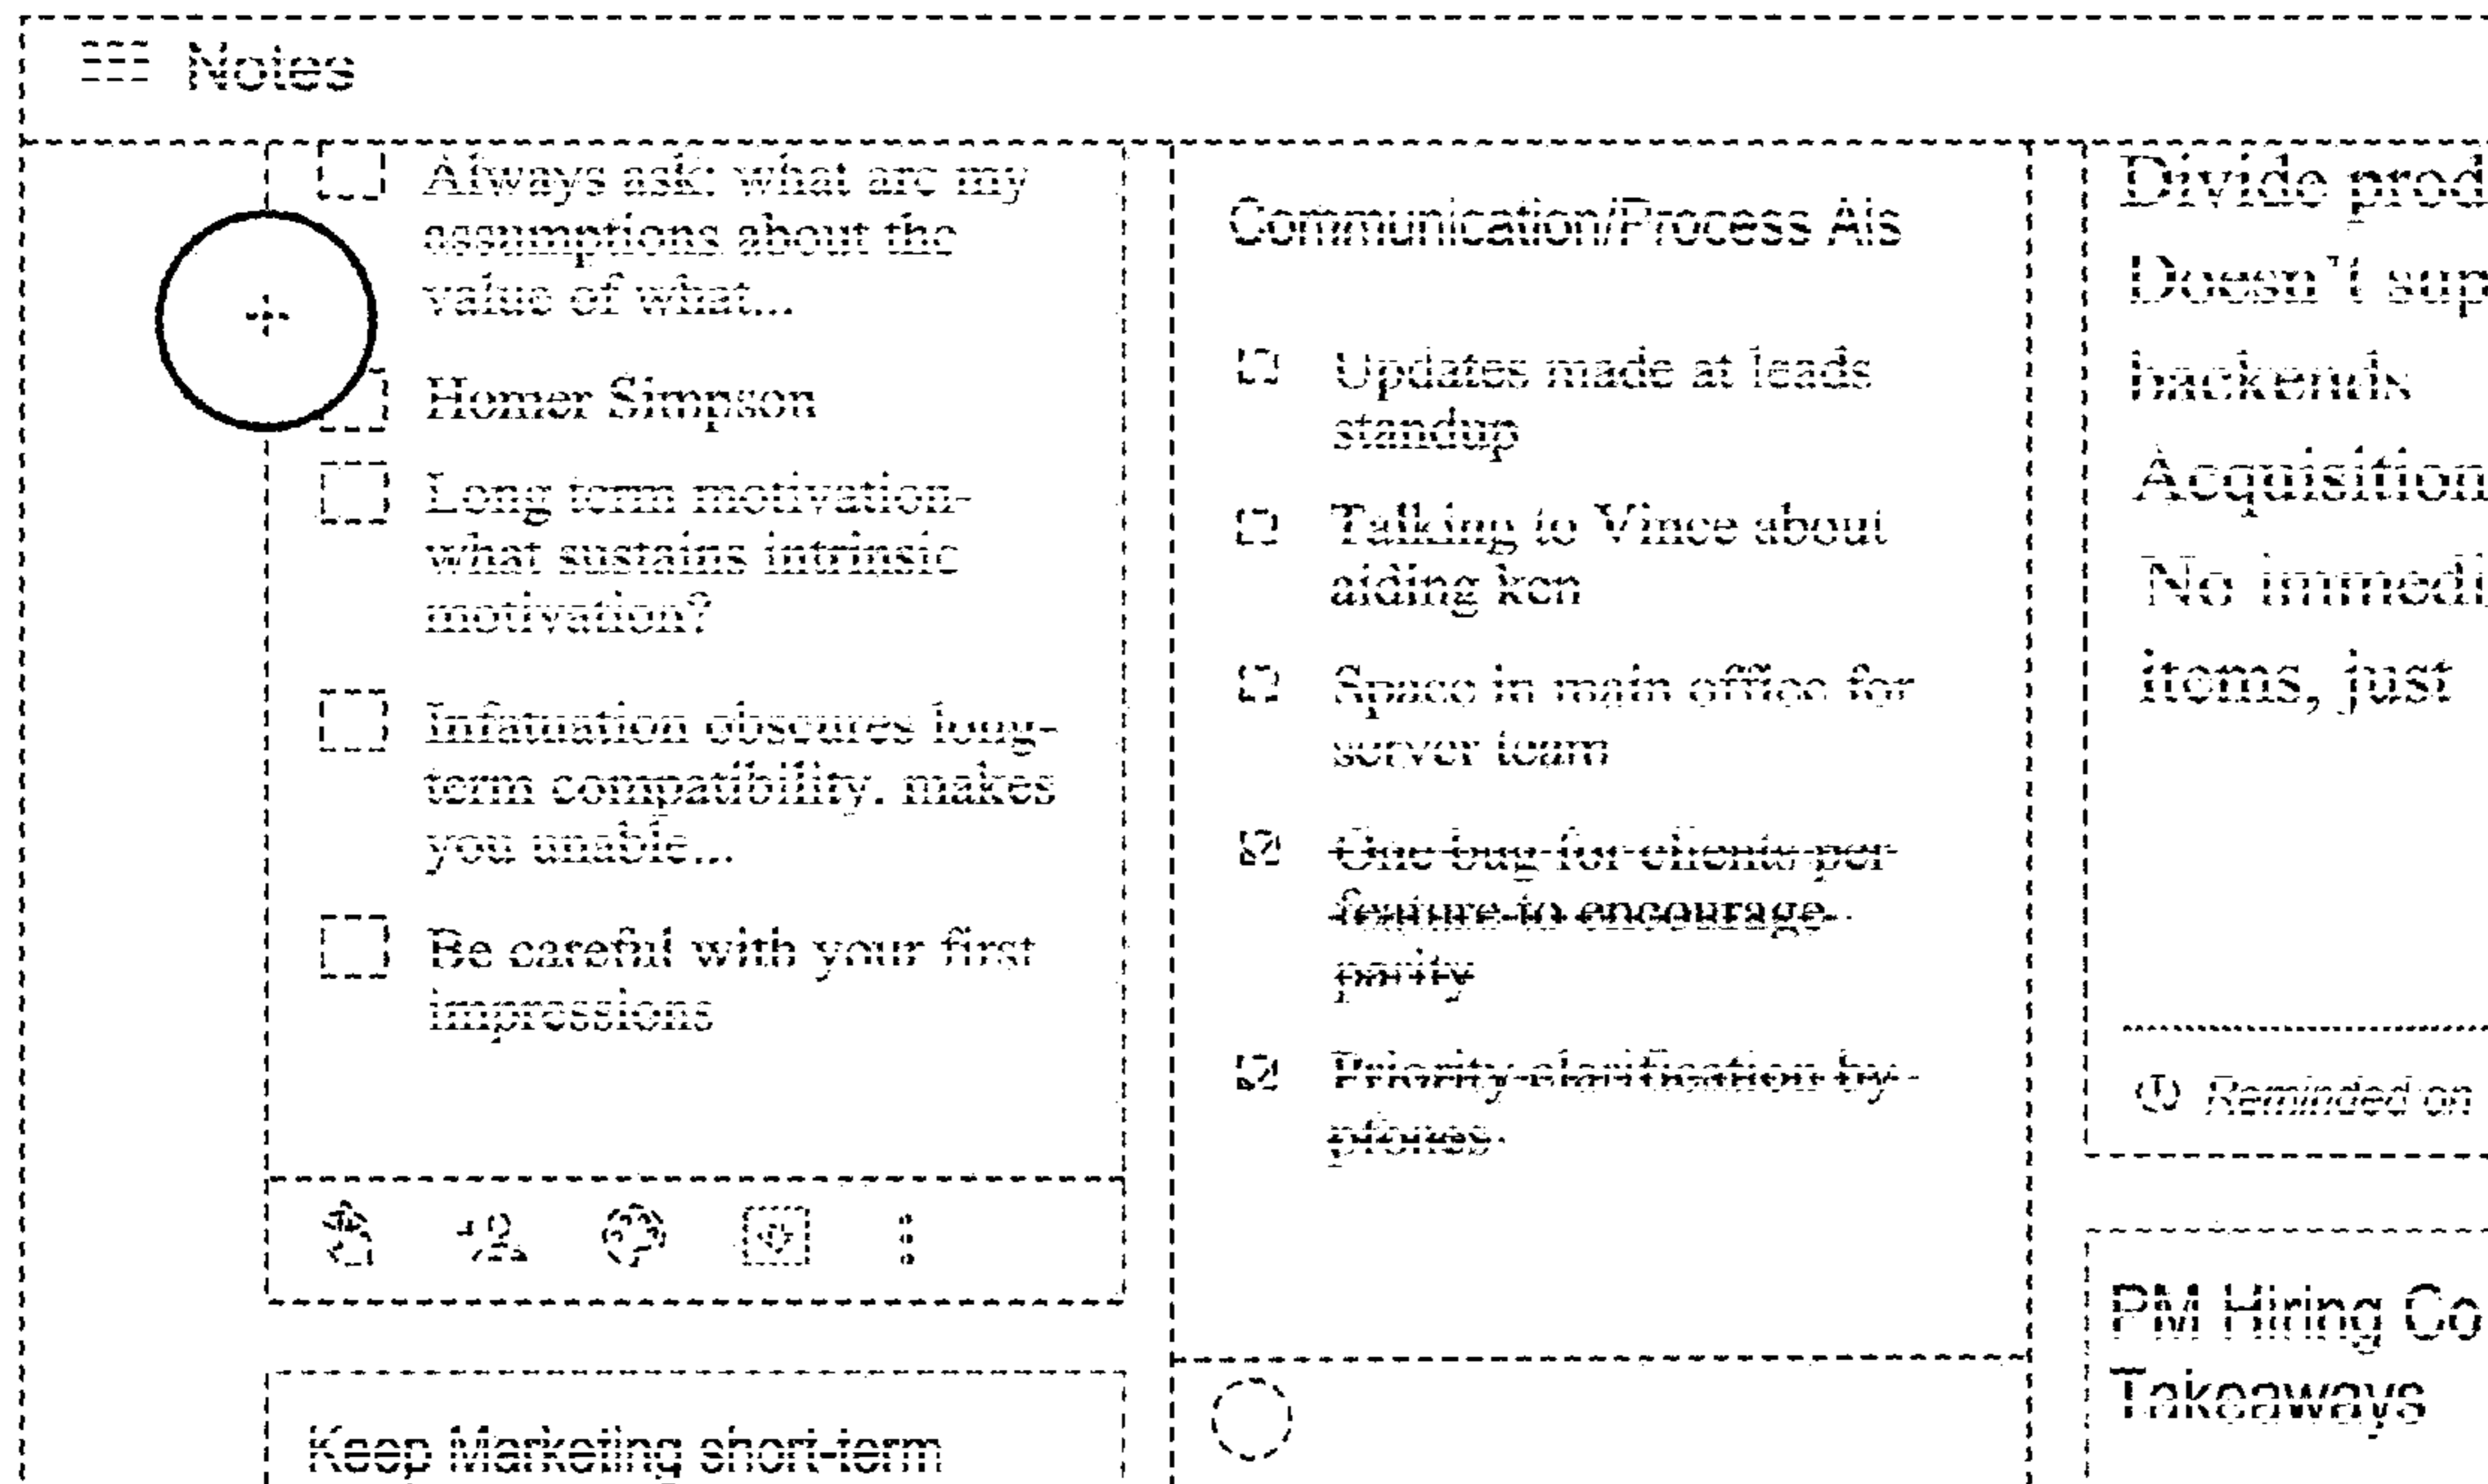 Notes
Always ask: what are my
assumptions about the
value of what...
Homer Simpson
Long term motivation-
what sustains intrinsic
motivation?
Infatuation obscures long-
term compatibility. makes
you unable...
Be careful with your first
impressions
Keep Marketing short-term
Communication/Process AIs
Updates made at leads
standup
Talking to Vince about
aiding ken
Space in main office for
server team
One bug for clients per
feature to encourage
parity
Priority clarification by
phones.
Divide prod
Doesn't sup
backends
Acquisition
No immedi
items, just
Reminded on
PM Hiring Co
Takeaways